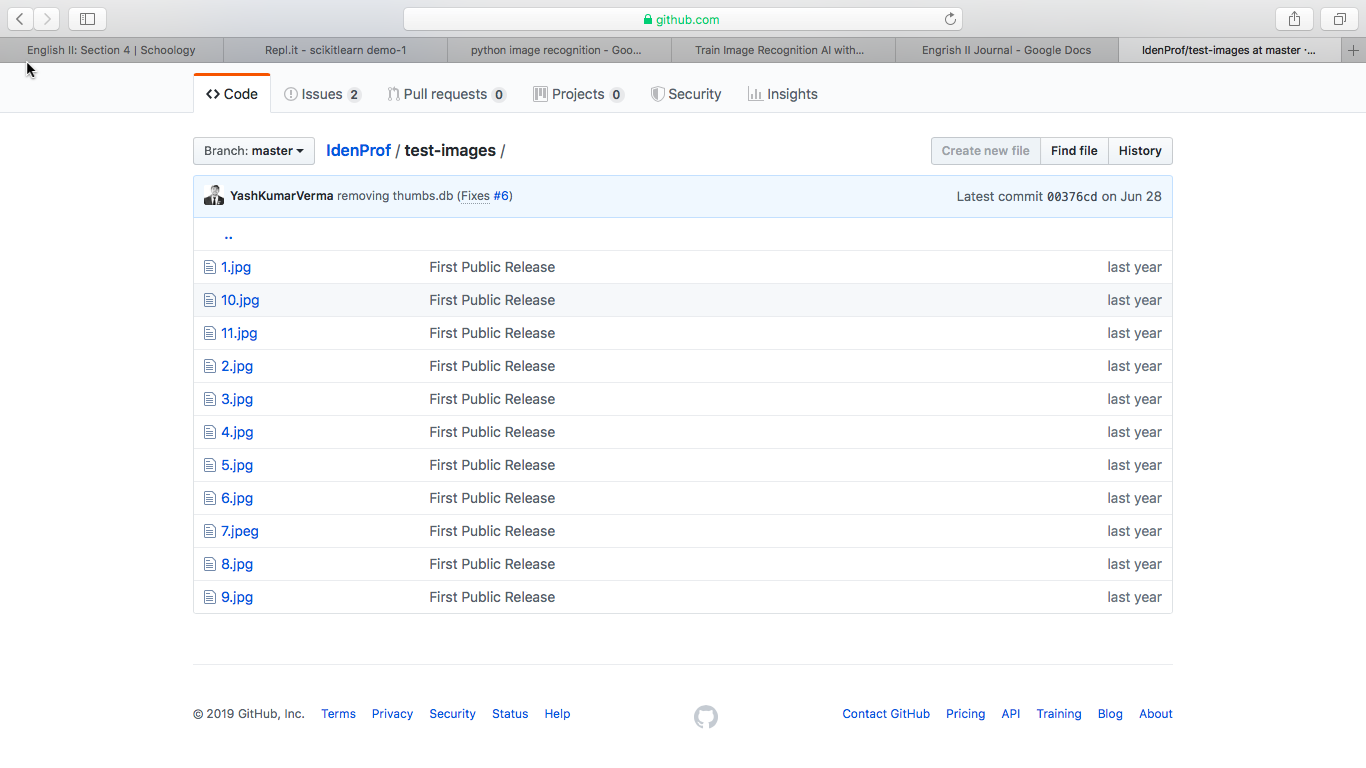 github.com
English II: Section 4 | Schoology
Repl.it - scikitlearn demo-1
python image recognition - Goo...
Train Image Recognition AI with...
Engrish II Journal - Google Docs
IdenProf/test-images at master ·...
Code
Issues 2
Pull requests 0
Projects 0
Security
Insights
Branch: master
IdenProf / test-images /
Create new file
Find file
History
YashKumarVerma removing thumbs.db (Fixes #6)
Latest commit 00376cd on Jun 28
..
1.jpg First Public Release last year
10.jpg First Public Release last year
11.jpg First Public Release last year
2.jpg First Public Release last year
3.jpg First Public Release last year
4.jpg First Public Release last year
5.jpg First Public Release last year
6.jpg First Public Release last year
7.jpeg First Public Release last year
8.jpg First Public Release last year
9.jpg First Public Release last year
© 2019 GitHub, Inc. Terms Privacy Security Status Help
Contact GitHub Pricing API Training Blog About